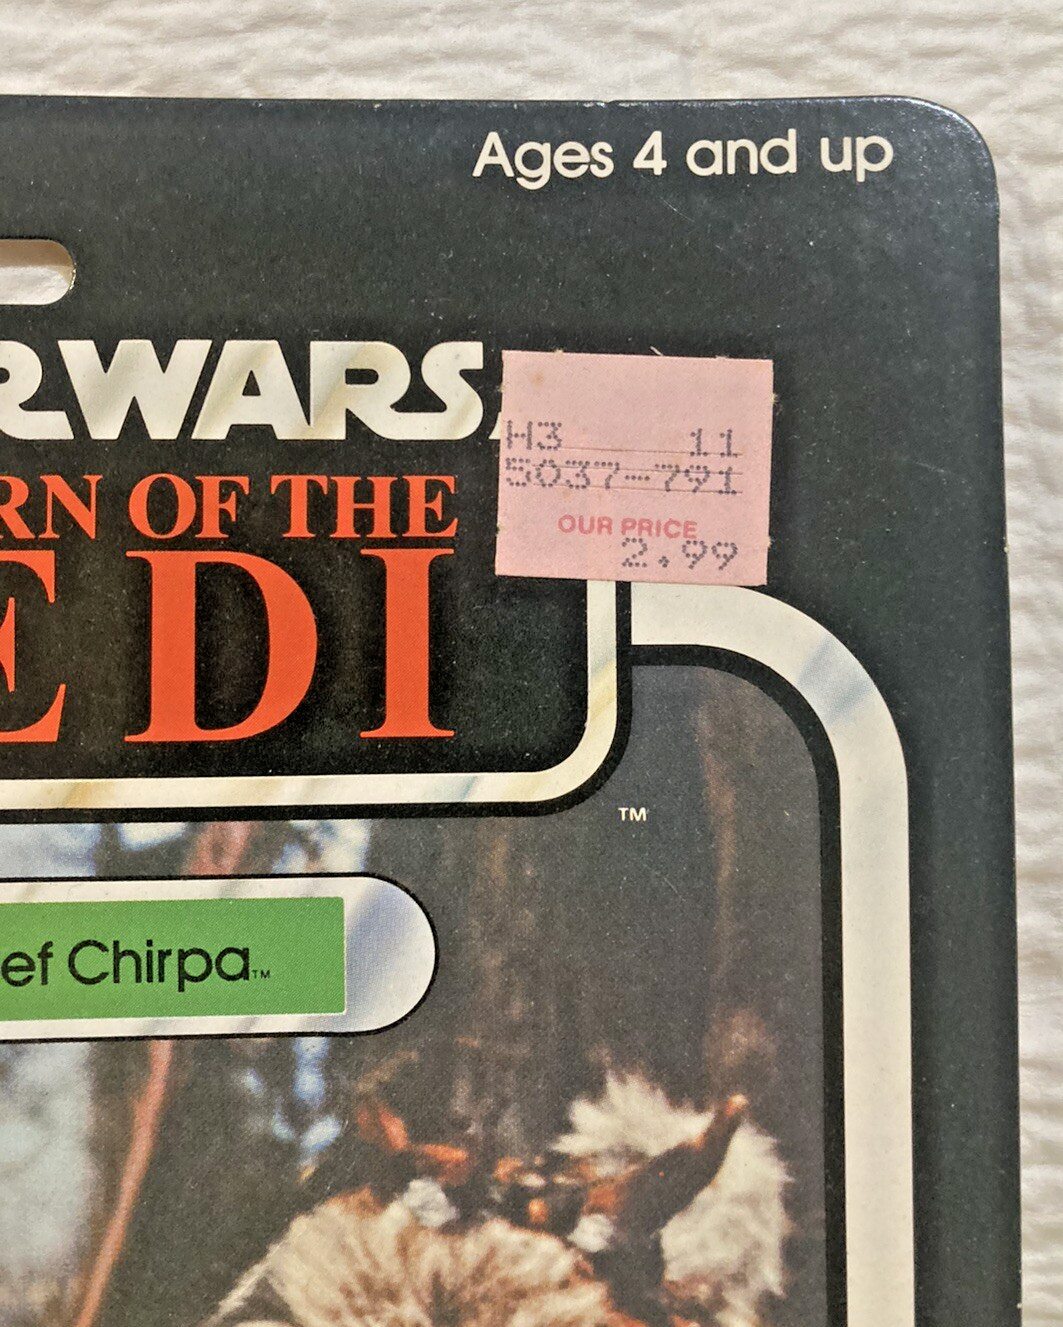 Ages 4 and up
RWARS
RN OF THE
EDI
H3 11
5037-791
OUR PRICE
2.99
TM
ef Chirpa™